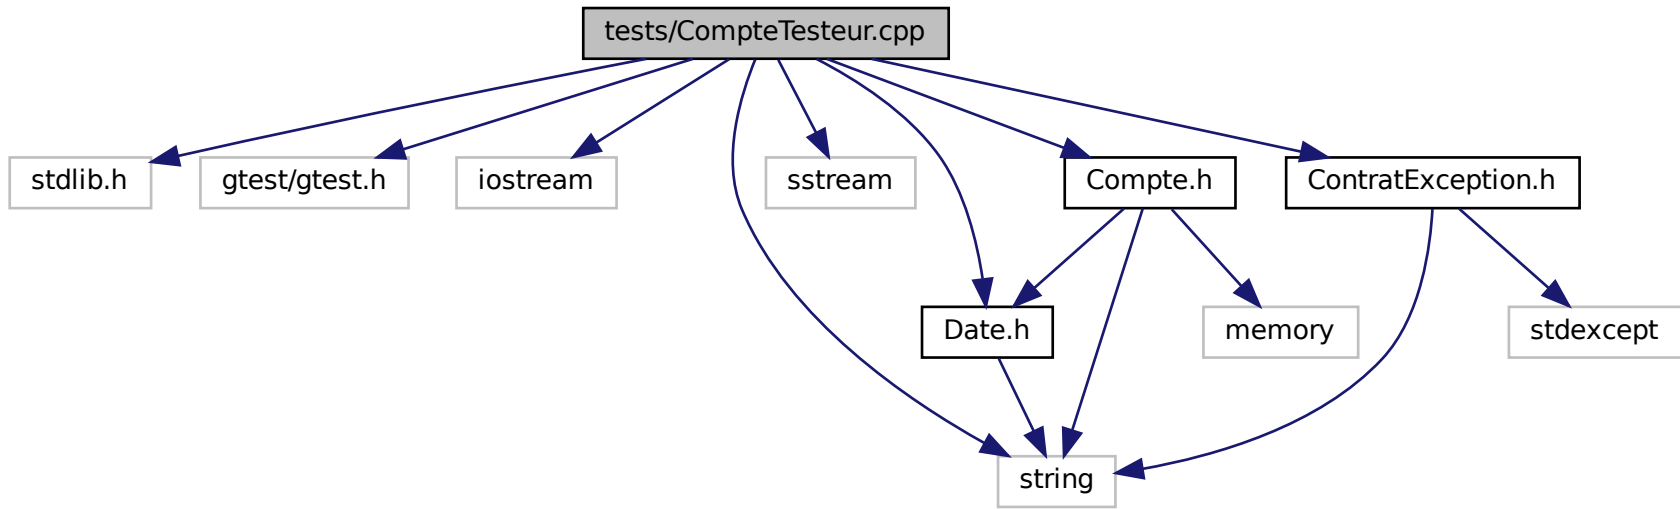 tests/CompteTesteur.cpp
stdlib.h
gtest/gtest.h
iostream
sstream
Compte.h
ContratException.h
Date.h
memory
stdexcept
string